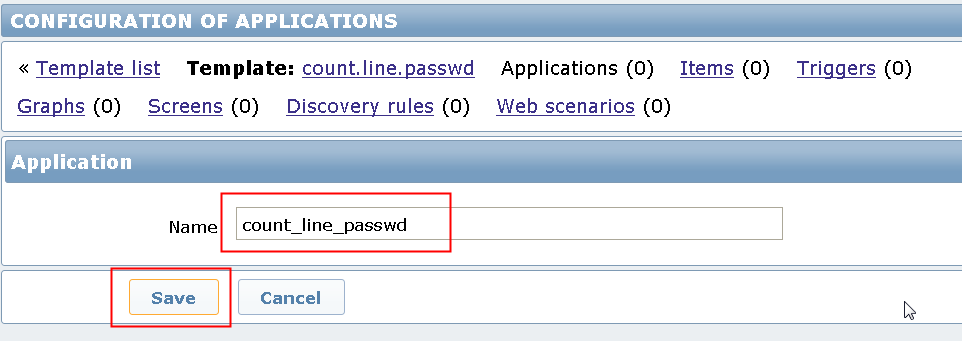 CONFIGURATION OF APPLICATIONS
« Template list Template: count.line.passwd Applications (0) Items (0) Triggers (0)
Graphs (0) Screens (0) Discovery rules (0) Web scenarios (0)
Application
Name count_line_passwd
Save Cancel